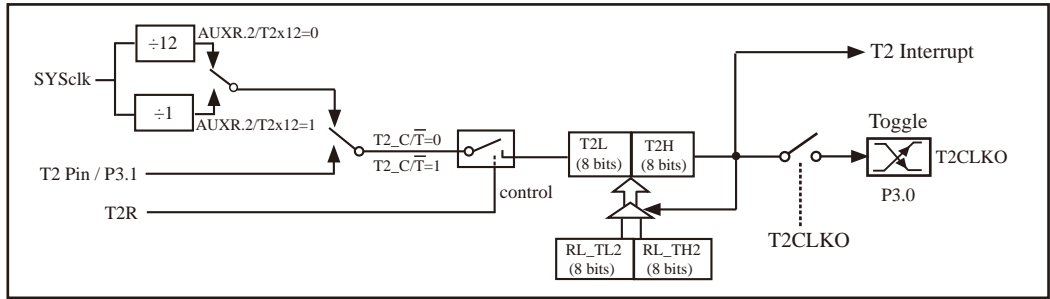 ÷12
AUXR.2/T2x12=0
SYSclk
÷1
AUXR.2/T2x12=1
T2 Pin / P3.1
T2R
T2_C/T̅=0
T2_C/T̅=1
control
T2L
(8 bits)
T2H
(8 bits)
RL_TL2
(8 bits)
RL_TH2
(8 bits)
T2 Interrupt
Toggle
T2CLKO
P3.0
T2CLKO